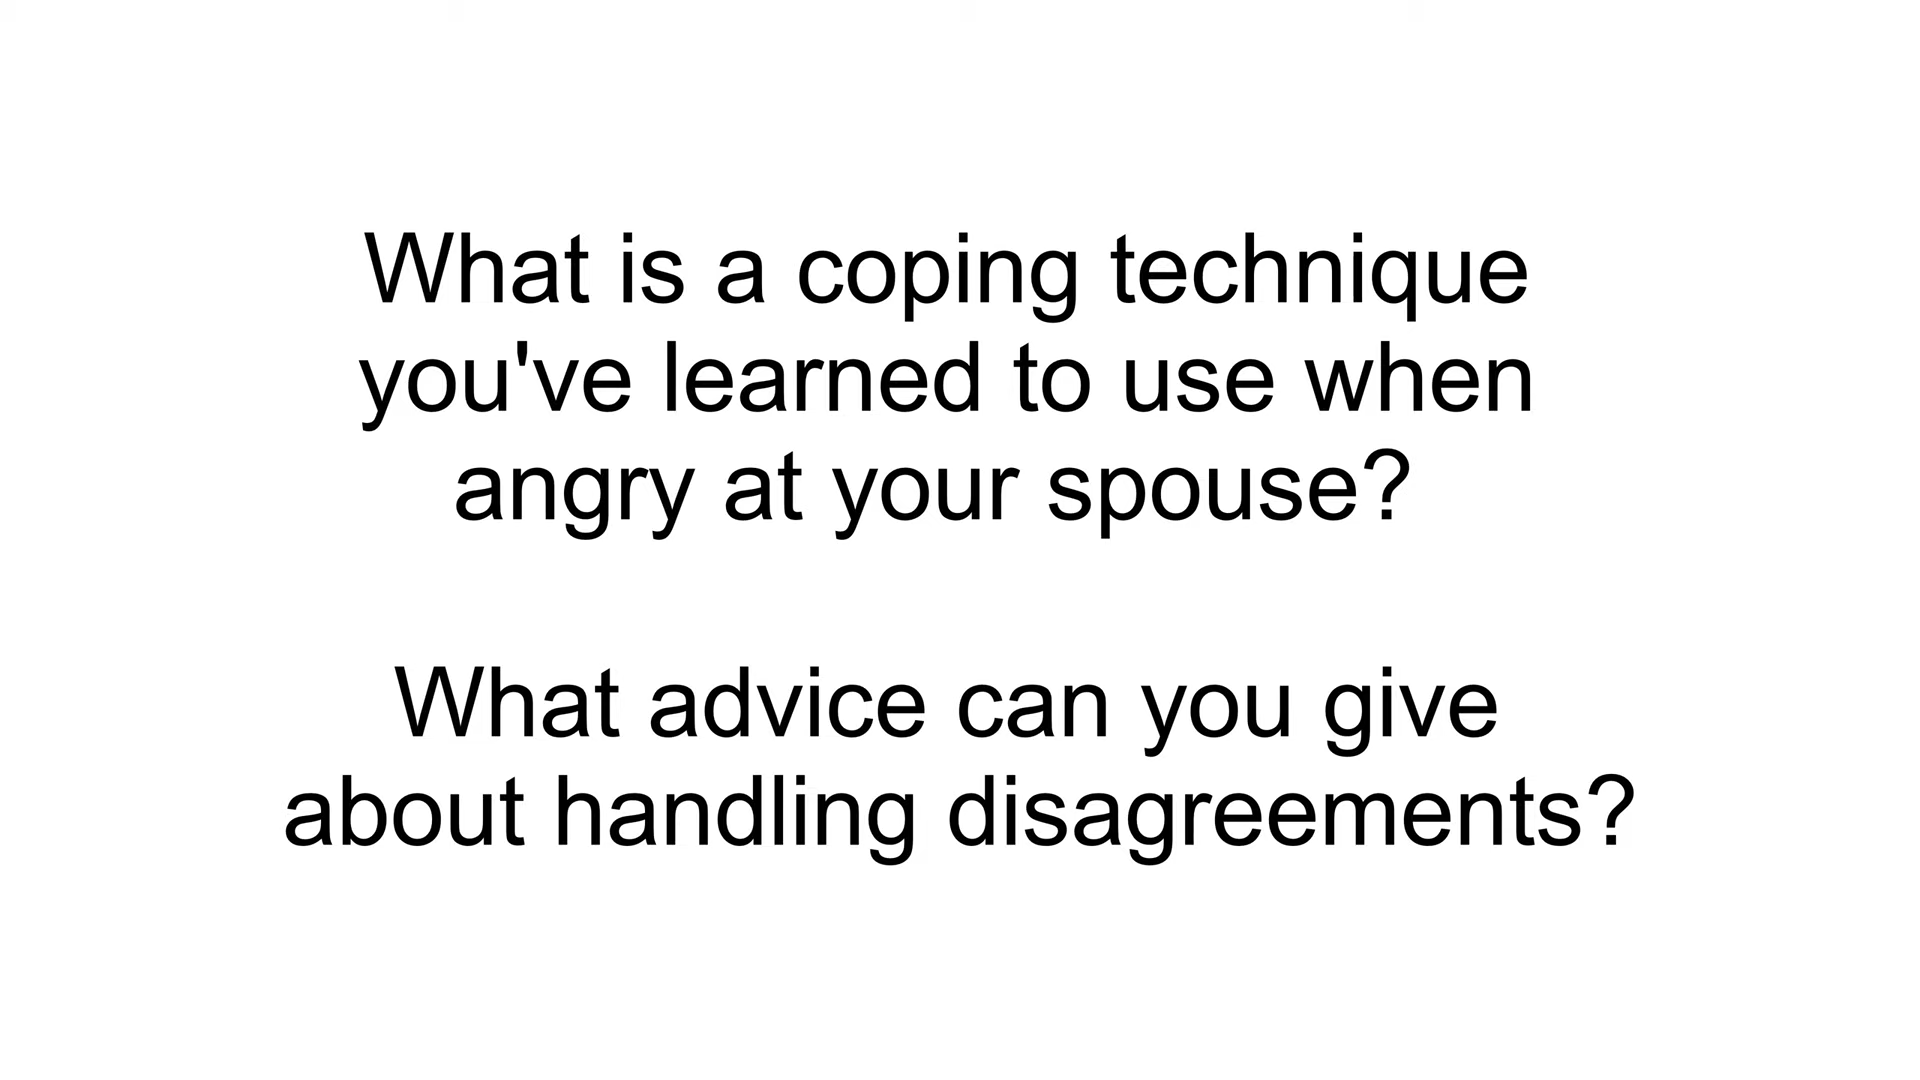 What is a coping technique
you've learned to use when
angry at your spouse?
What advice can you give
about handling disagreements?